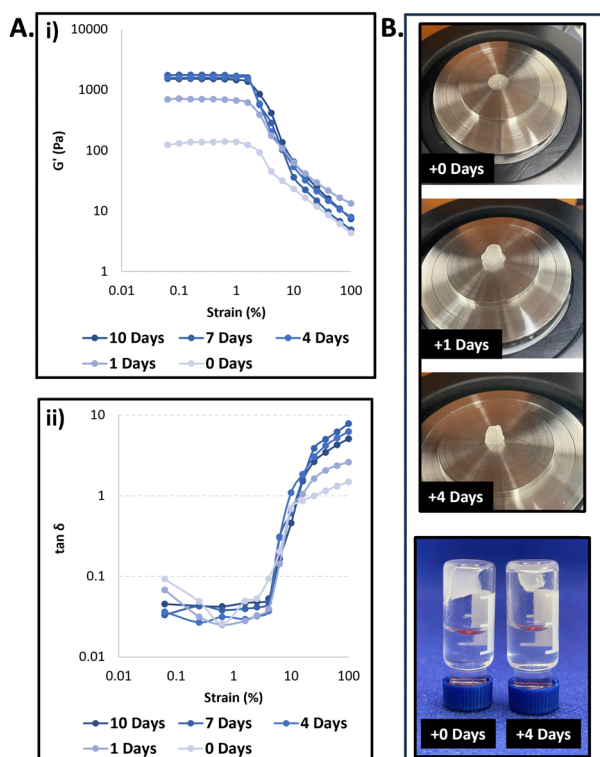 A.
i)
10000
1000
100
10
1
G' (Pa)
0.01 0.1 1 10 100
Strain (%)
10 Days 7 Days 4 Days
1 Days 0 Days
ii)
10
1
0.1
0.01
tan δ
0.01 0.1 1 10 100
Strain (%)
10 Days 7 Days 4 Days
1 Days 0 Days
B.
+0 Days
+1 Days
+4 Days
+0 Days +4 Days